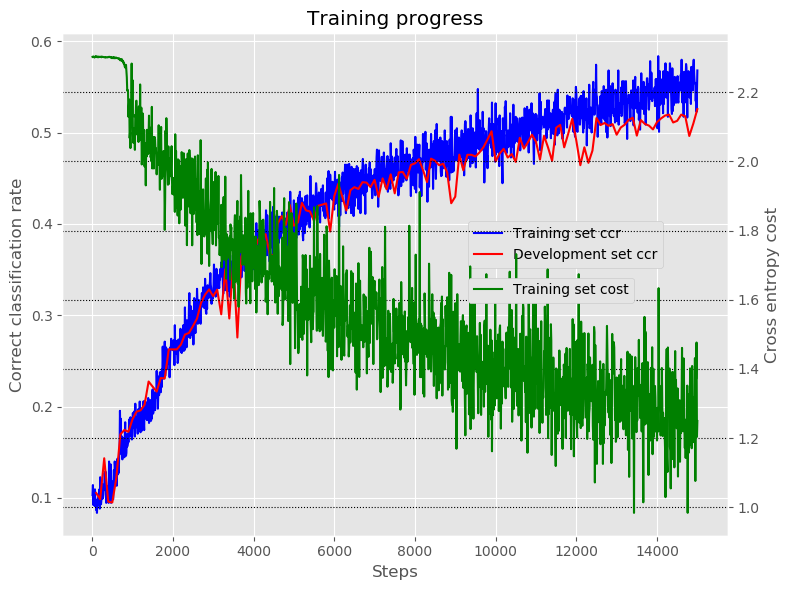 Training progress
Correct classification rate
0.6
0.5
0.4
0.3
0.2
0.1
0 2000 4000 6000 8000 10000 12000 14000
Steps
2.2
2.0
1.8
1.6
1.4
1.2
1.0
Cross entropy cost
Training set ccr
Development set ccr
Training set cost